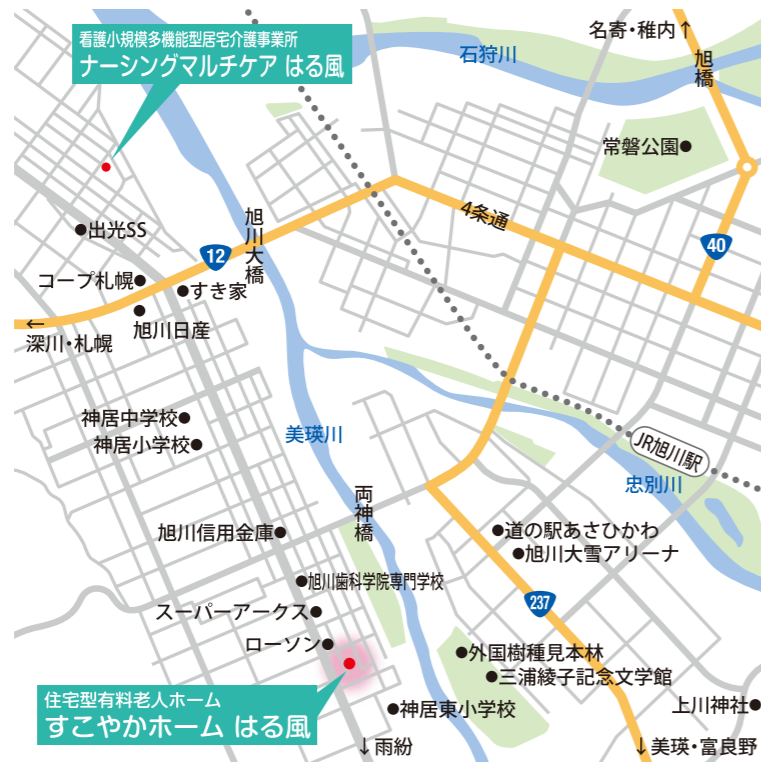 看護小規模多機能型居宅介護事業所
ナーシングマルチケア はる風
名寄・稚内↑
旭橋
石狩川
常磐公園
4条通
出光SS
旭川大橋
40
12
コープ札幌
すき家
←
深川・札幌
旭川日産
神居中学校
神居小学校
美瑛川
JR旭川駅
忠別川
両神橋
旭川信用金庫
道の駅あさひかわ
旭川大雪アリーナ
旭川歯科学院専門学校
237
スーパーアークス
ローソン
外国樹種見本林
三浦綾子記念文学館
住宅型有料老人ホーム
すこやかホーム はる風
神居東小学校
上川神社
↓雨紛
↓美瑛・富良野